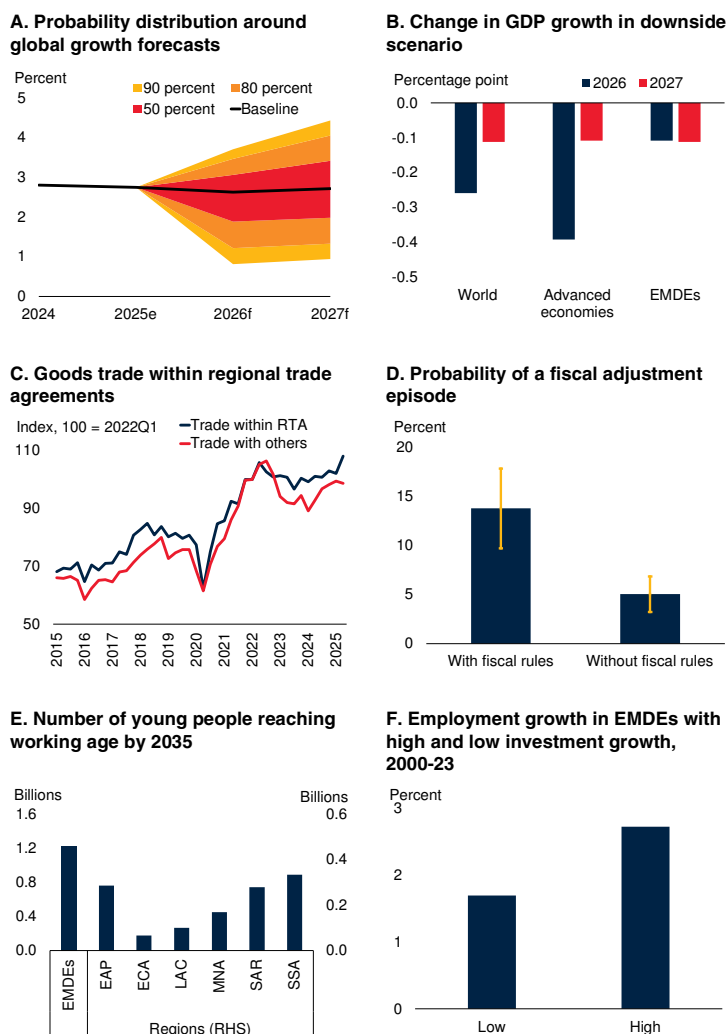 A. Probability distribution around
global growth forecasts
Percent
90 percent 80 percent
50 percent Baseline
5
4
3
2
1
0
2024 2025e 2026f 2027f
B. Change in GDP growth in downside
scenario
Percentage point
2026 2027
0.0
-0.1
-0.2
-0.3
-0.4
-0.5
World Advanced economies EMDEs
C. Goods trade within regional trade
agreements
Index, 100 = 2022Q1
Trade within RTA
Trade with others
110
90
70
50
2015 2016 2017 2018 2019 2020 2021 2022 2023 2024 2025
D. Probability of a fiscal adjustment
episode
Percent
20
15
10
5
0
With fiscal rules Without fiscal rules
E. Number of young people reaching
working age by 2035
Billions Billions
1.6 0.6
1.2 0.4
0.8 0.2
0.4 0.0
0.0
EMDEs EAP ECA LAC MNA SAR SSA
Regions (RHS)
F. Employment growth in EMDEs with
high and low investment growth,
2000-23
Percent
3
2
1
0
Low High